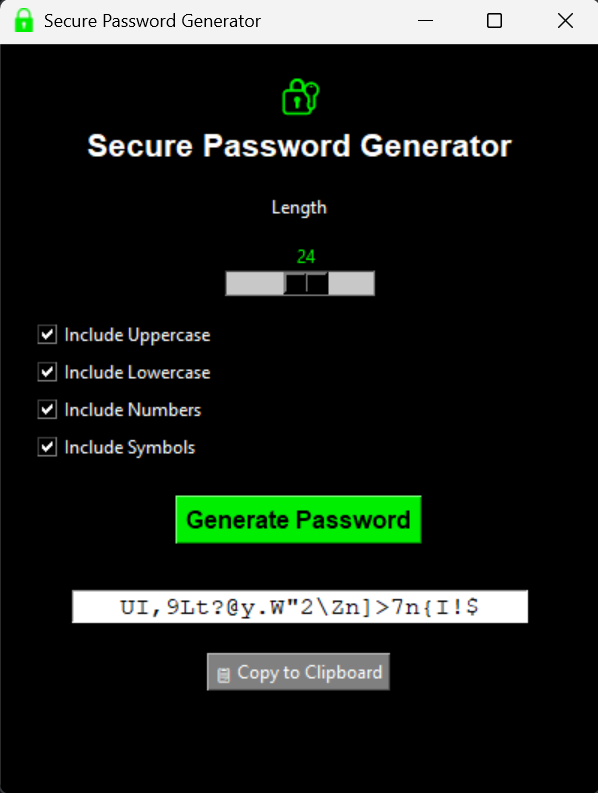 Secure Password Generator
Secure Password Generator
Length
24
Include Uppercase
Include Lowercase
Include Numbers
Include Symbols
Generate Password
UI,9Lt?@y.W"2\Zn]>7n{I!$
Copy to Clipboard